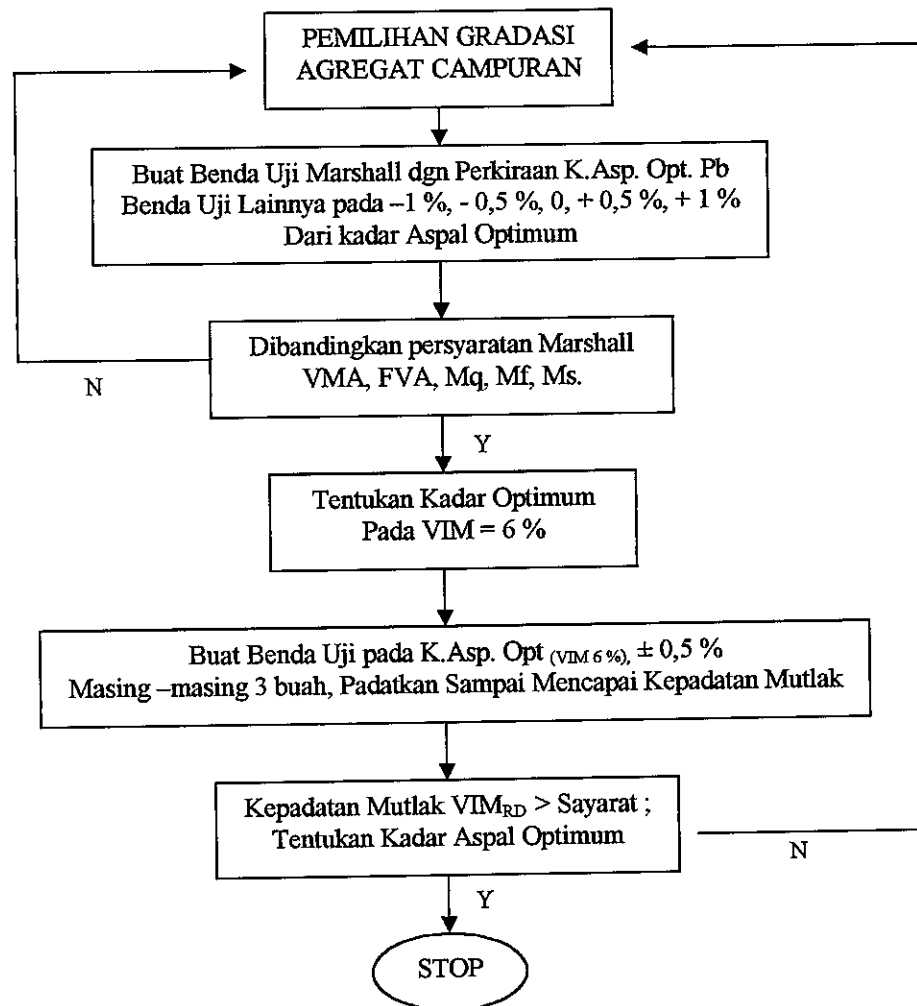 PEMILIHAN GRADASI
AGREGAT CAMPURAN
Buat Benda Uji Marshall dgn Perkiraan K.Asp. Opt. Pb
Benda Uji Lainnya pada –1 %, - 0,5 %, 0, + 0,5 %, + 1 %
Dari kadar Aspal Optimum
Dibandingkan persyaratan Marshall
VMA, FVA, Mq, Mf, Ms.
N
Y
Tentukan Kadar Optimum
Pada VIM = 6 %
Buat Benda Uji pada K.Asp. Opt (VIM 6 %), ± 0,5 %
Masing –masing 3 buah, Padatkan Sampai Mencapai Kepadatan Mutlak
Kepadatan Mutlak VIMRD > Sayarat ;
Tentukan Kadar Aspal Optimum
N
Y
STOP